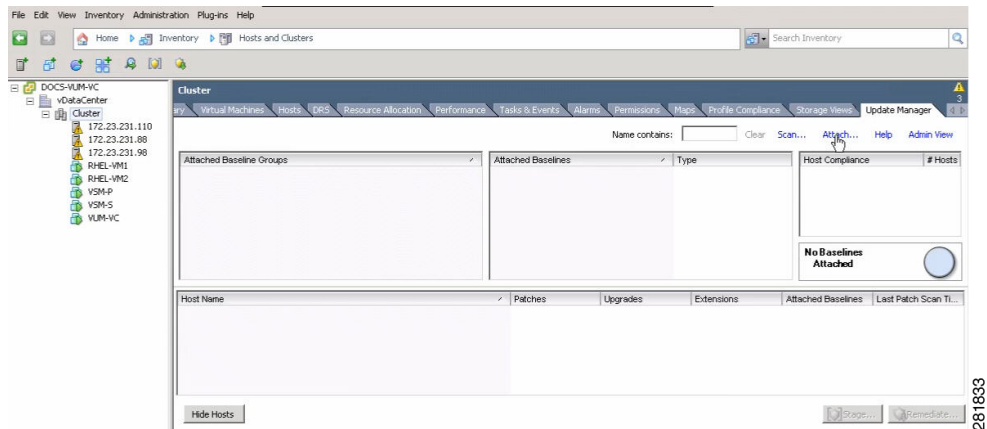 File Edit View Inventory Administration Plug-ins Help
Home Inventory Hosts and Clusters Search Inventory
DOCS-VUM-VC
vDataCenter
Cluster
172.23.231.110
172.23.231.88
172.23.231.98
RHEL-VM1
RHEL-VM2
VSM-P
VSM-S
VUM-VC
Cluster
3
ary Virtual Machines Hosts DRS Resource Allocation Performance Tasks & Events Alarms Permissions Maps Profile Compliance Storage Views Update Manager
Name contains: Clear Scan... Attach... Help Admin View
Attached Baseline Groups Attached Baselines Type Host Compliance # Hosts
No Baselines
Attached
Host Name Patches Upgrades Extensions Attached Baselines Last Patch Scan Ti...
Hide Hosts Stage... Remediate...
281833